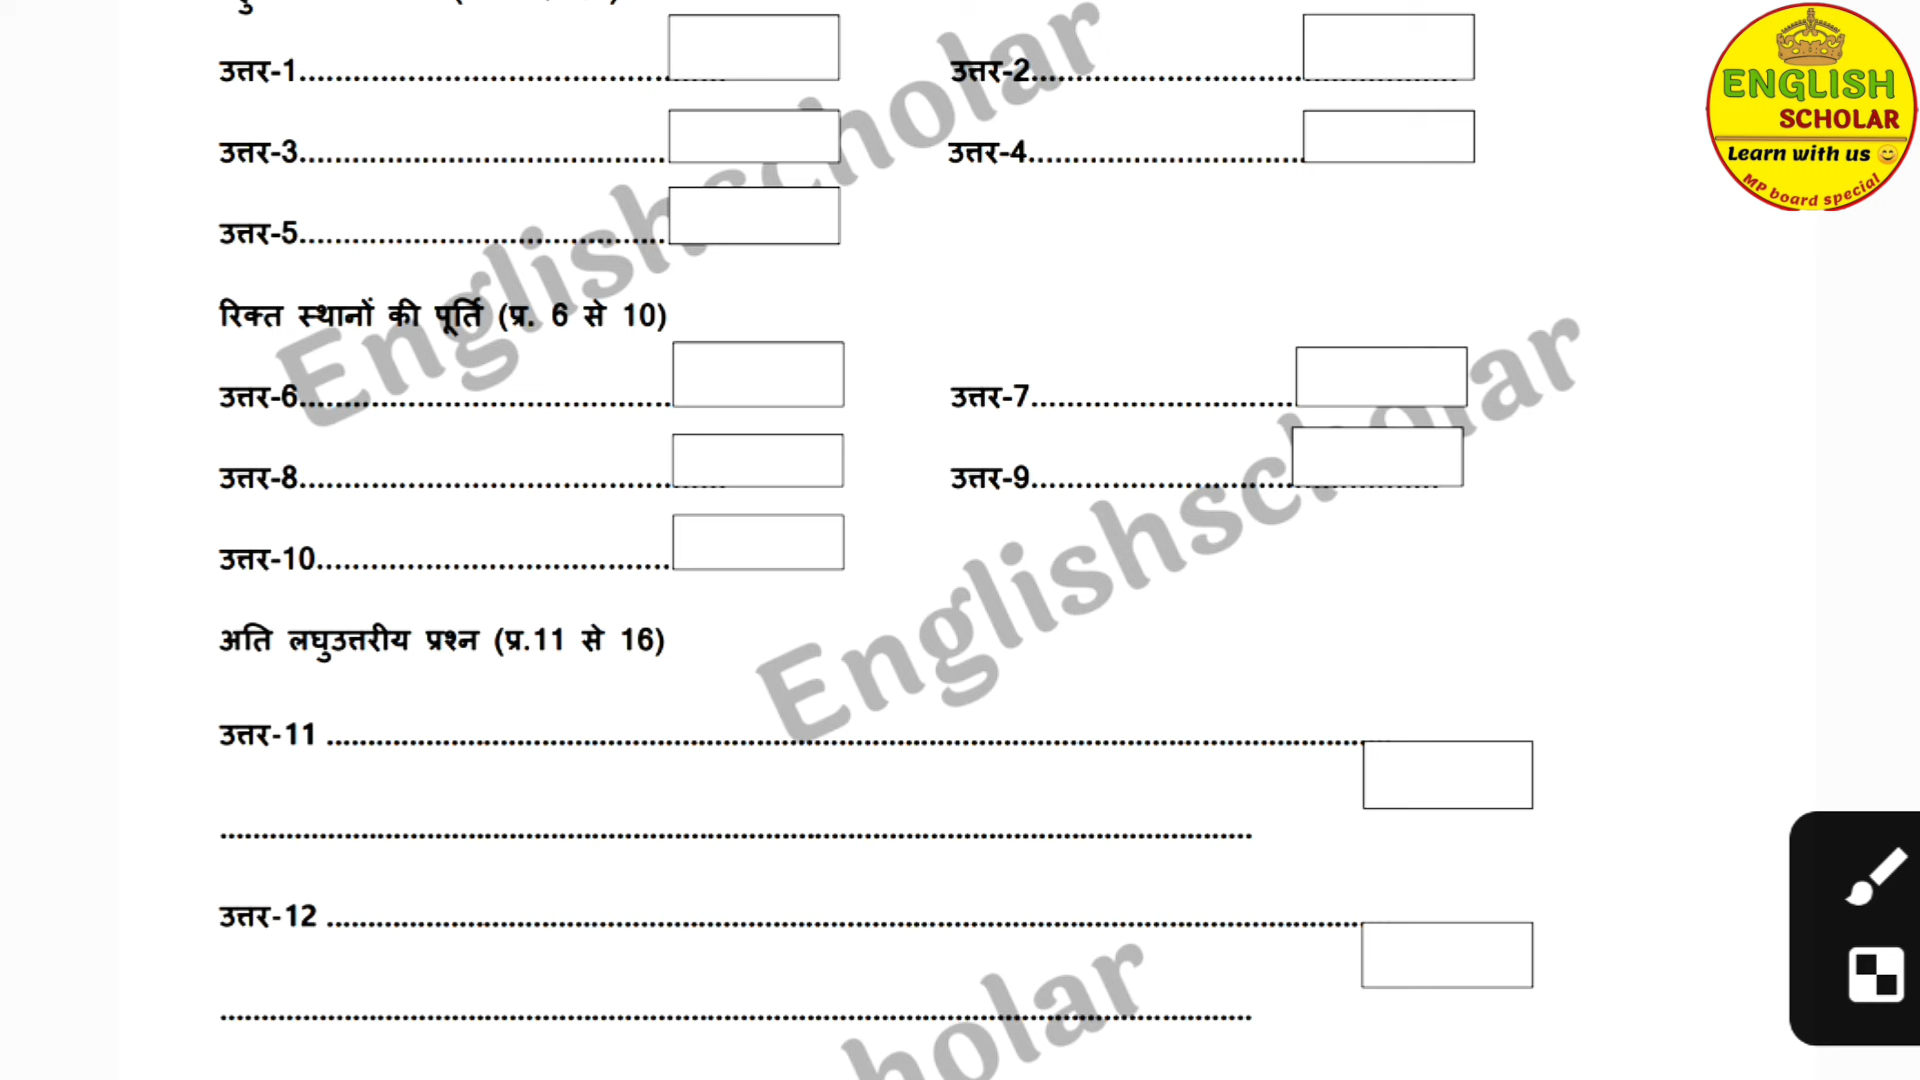 उत्तर-1............................................. उत्तर-2.............................................
उत्तर-3............................................. उत्तर-4..................................
उत्तर-5.............................................
रिक्त स्थानों की पूर्ति (प्र. 6 से 10)
उत्तर-6............................................. उत्तर-7................................
उत्तर-8............................................. उत्तर-9.............................................
उत्तर-10...........................................
अति लघुउत्तरीय प्रश्न (प्र.11 से 16)
उत्तर-11 ................................................................................................
................................................................................................
उत्तर-12 ................................................................................................
................................................................................................
Englishscholar
Englishscholar
holar
ENGLISH
SCHOLAR
Learn with us
MP board special